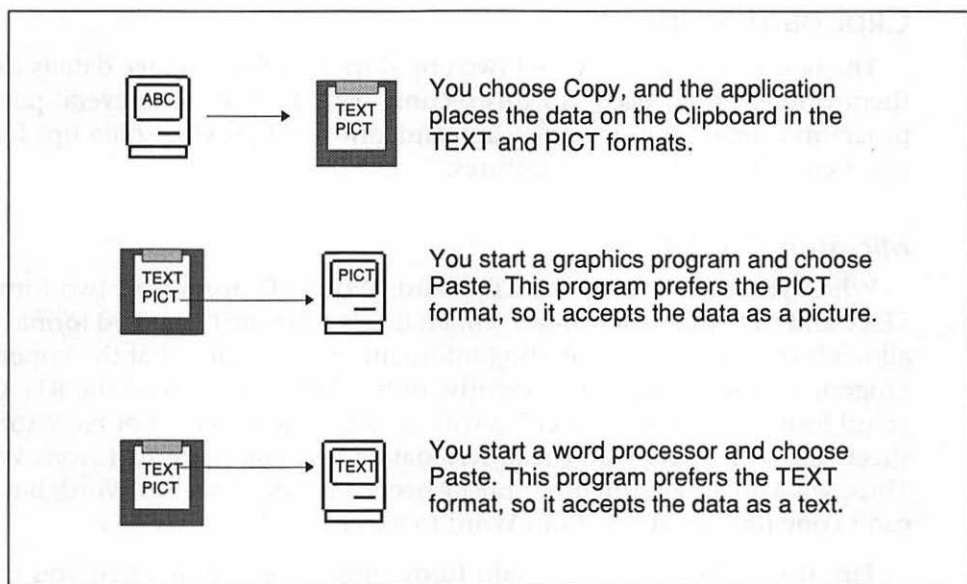 ABC
TEXT
PICT
You choose Copy, and the application
places the data on the Clipboard in the
TEXT and PICT formats.
TEXT
PICT
PICT
You start a graphics program and choose
Paste. This program prefers the PICT
format, so it accepts the data as a picture.
TEXT
PICT
TEXT
You start a word processor and choose
Paste. This program prefers the TEXT
format, so it accepts the data as a text.